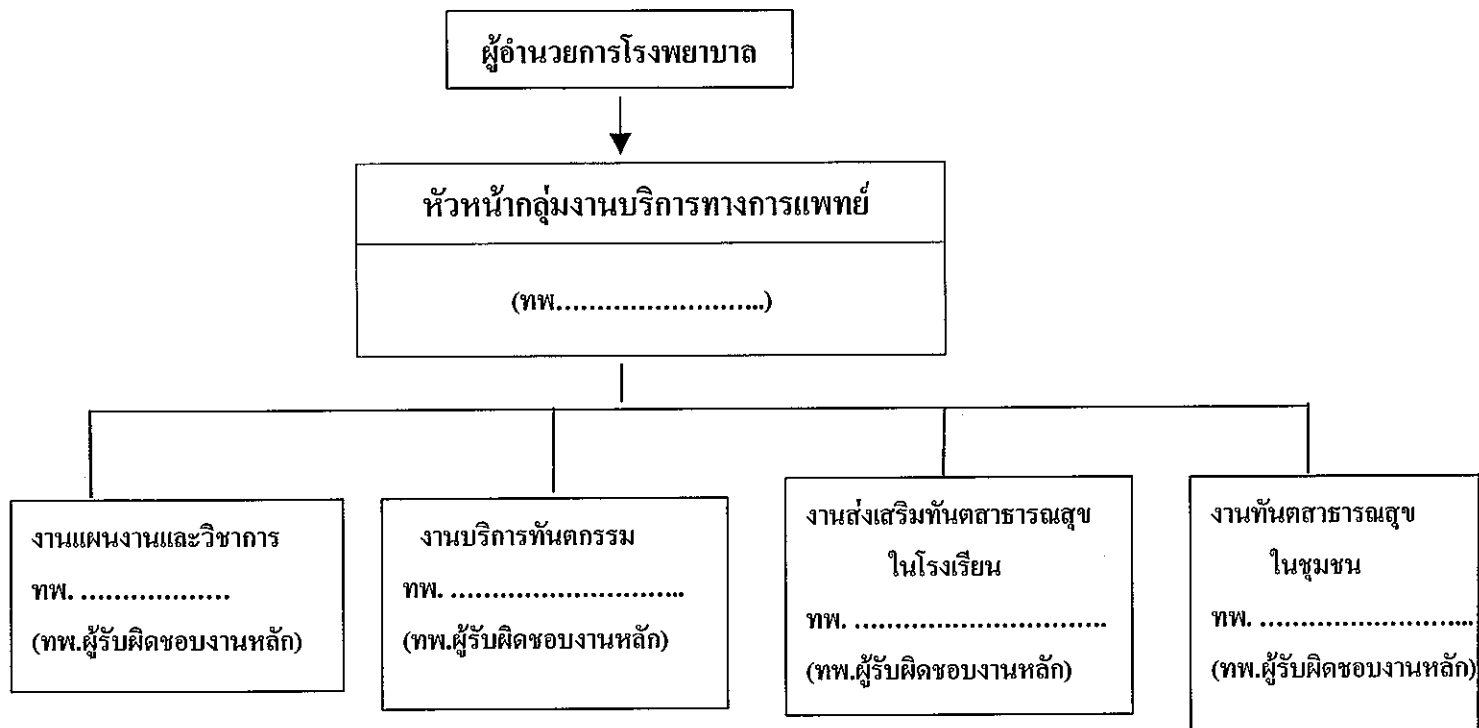 ผู้อำนวยการโรงพยาบาล
หัวหน้ากลุ่มงานบริการทางการแพทย์
(ทพ..........................)
งานแผนงานและวิชาการ
ทพ. ..................
(ทพ.ผู้รับผิดชอบงานหลัก)
งานบริการทันตกรรม
ทพ. ............................
(ทพ.ผู้รับผิดชอบงานหลัก)
งานส่งเสริมทันตสาธารณสุข
ในโรงเรียน
ทพ. ..............................
(ทพ.ผู้รับผิดชอบงานหลัก)
งานทันตสาธารณสุข
ในชุมชน
ทพ. .........................
(ทพ.ผู้รับผิดชอบงานหลัก)